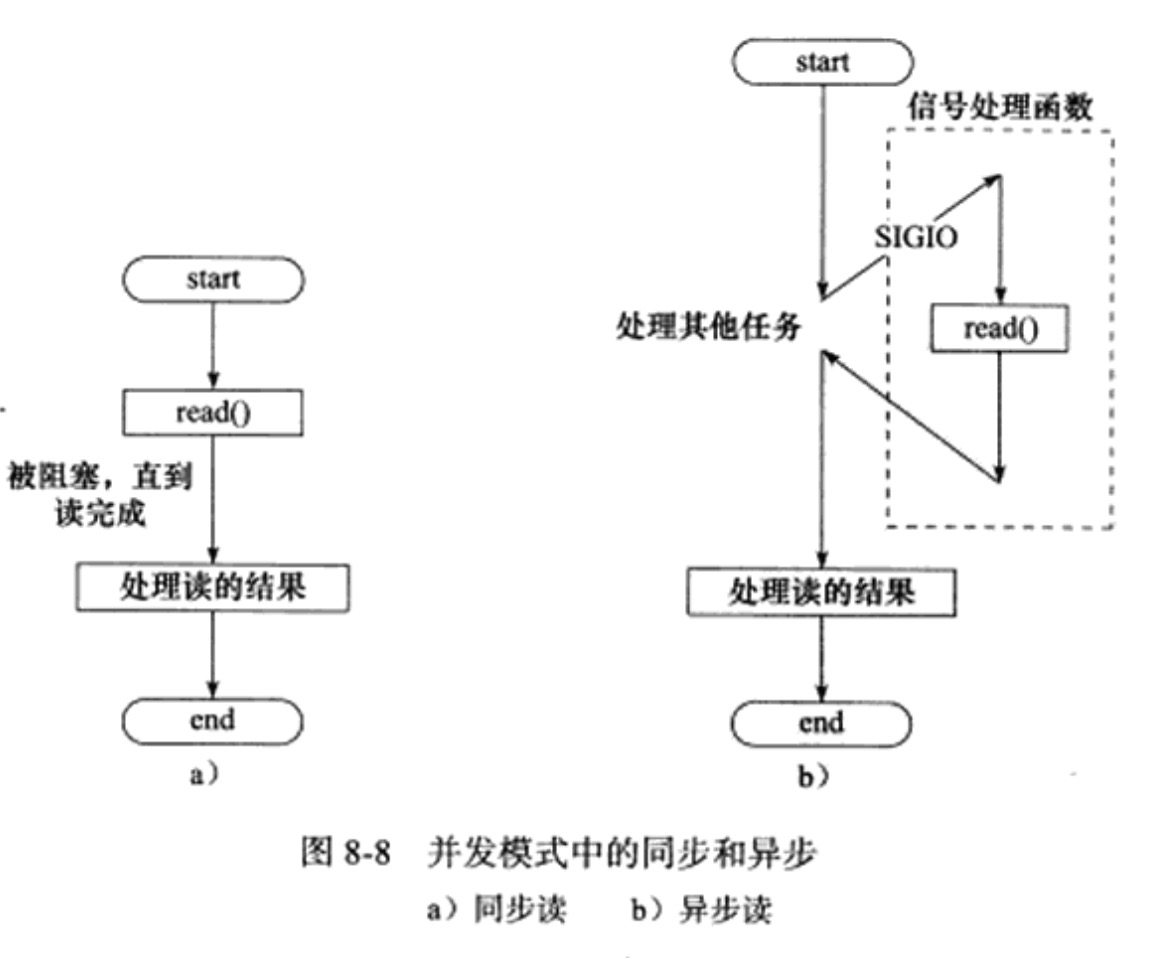 start
read()
被阻塞，直到
读完成
处理读的结果
end
a）
start
信号处理函数
SIGIO
处理其他任务
read()
处理读的结果
end
b）
图 8-8 并发模式中的同步和异步
a）同步读 b）异步读